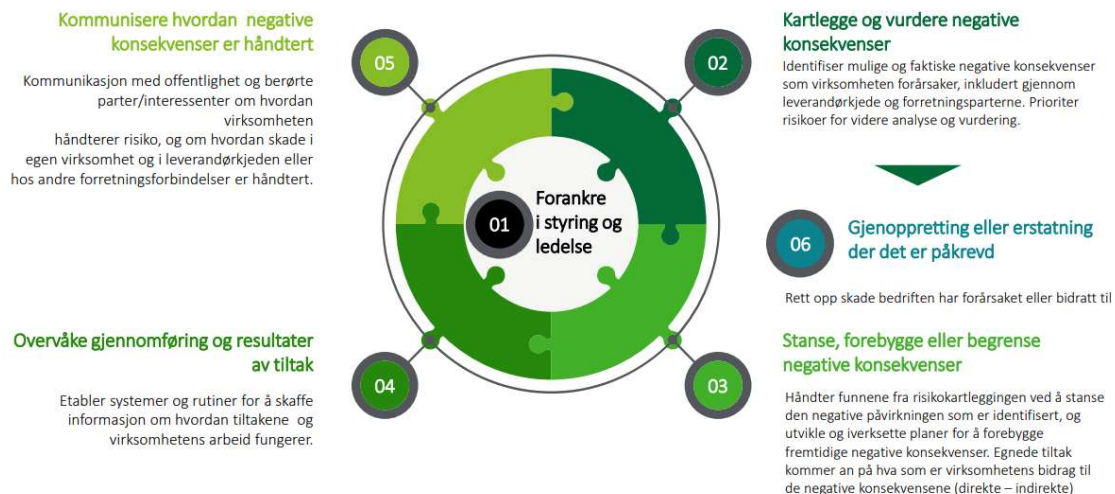 Kommunisere hvordan negative
konsekvenser er håndtert
Kommunikasjon med offentlighet og berørte
parter/interessenter om hvordan
virksomheten
håndterer risiko, og om hvordan skade i
egen virksomhet og i leverandørkjeden eller
hos andre forretningsforbindelser er håndtert.
05
02
Kartlegge og vurdere negative
konsekvenser
Identifiser mulige og faktiske negative konsekvenser
som virksomheten forårsaker, inkludert gjennom
leverandørkjede og forretningsparterne. Prioriter
risikoer for videre analyse og vurdering.
01
Forankre
i styring og
ledelse
06
Gjenoppretting eller erstatning
der det er påkrevd
Rett opp skade bedriften har forårsaket eller bidratt til
Overvåke gjennomføring og resultater
av tiltak
Etabler systemer og rutiner for å skaffe
informasjon om hvordan tiltakene og
virksomhetens arbeid fungerer.
04
03
Stanse, forebygge eller begrense
negative konsekvenser
Håndter funnene fra risikokartleggingen ved å stanse
den negative påvirkningen som er identifisert, og
utvikle og iverksette planer for å forebygge
fremtidige negative konsekvenser. Egnede tiltak
kommer an på hva som er virksomhetens bidrag til
de negative konsekvensene (direkte – indirekte)